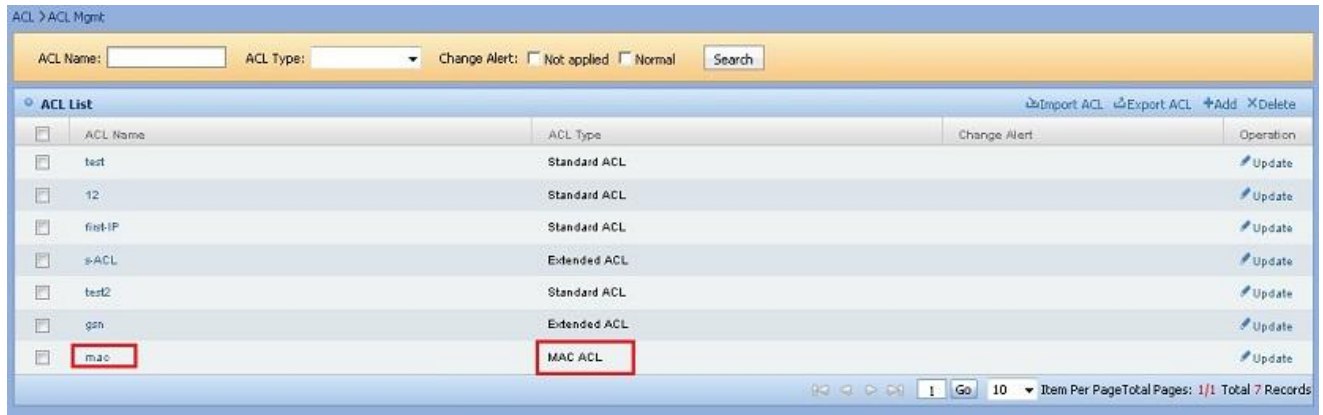 ACL > ACL Mgmt
ACL Name: ACL Type: Change Alert: Not applied Normal Search
ACL List Import ACL Export ACL Add Delete
ACL Name ACL Type Change Alert Operation
test Standard ACL Update
12 Standard ACL Update
first-IP Standard ACL Update
s-ACL Extended ACL Update
test2 Standard ACL Update
gsn Extended ACL Update
mac MAC ACL Update
1 Go 10 Item Per PageTotal Pages: 1/1 Total 7 Records